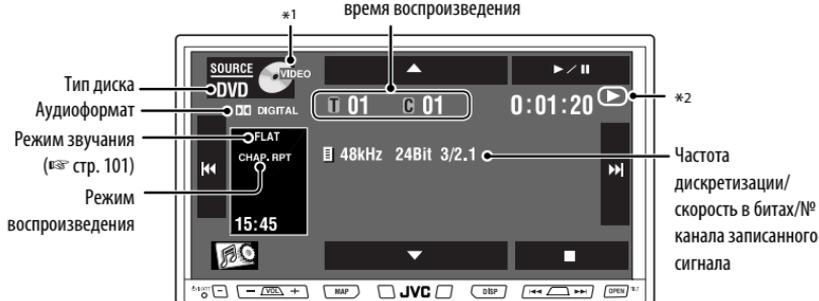 время воспроизведения
*1
SOURCE
VIDEO
DVD
DIGITAL
T 01 C 01
0:01:20
*2
Тип диска
Аудиоформат
Режим звучания
(☞ стр. 101)
Режим
воспроизведения
FLAT
CHAP. RPT
48kHz 24Bit 3/2.1
15:45
Частота
дискретизации/
скорость в битах/№
канала записанного
сигнала
VOL
MAP
JVC
DISP
OPEN